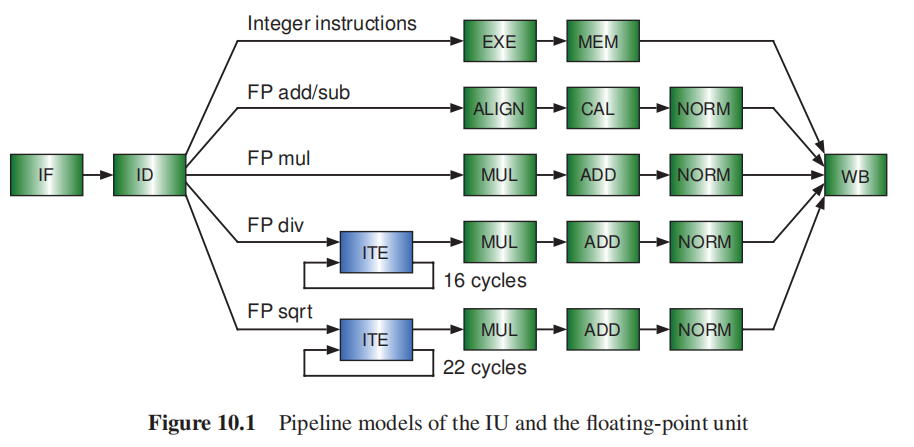 Integer instructions
EXE MEM
FP add/sub
ALIGN CAL NORM
FP mul
IF ID MUL ADD NORM WB
FP div
ITE MUL ADD NORM
16 cycles
FP sqrt
ITE MUL ADD NORM
22 cycles
Figure 10.1 Pipeline models of the IU and the floating-point unit